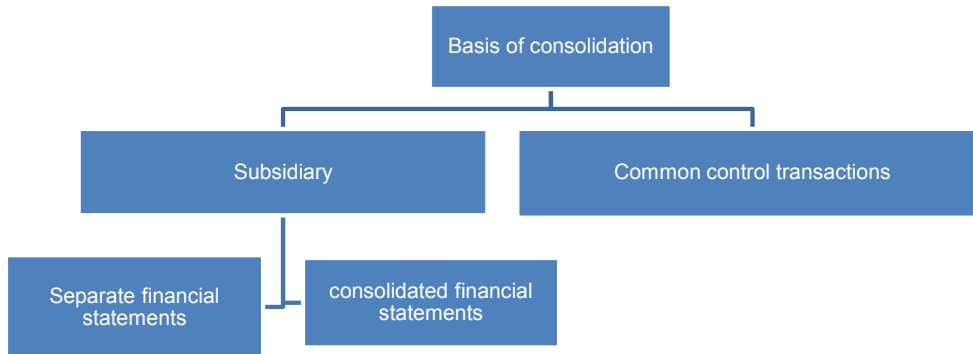 Basis of consolidation
Subsidiary
Common control transactions
Separate financial
statements
consolidated financial
statements